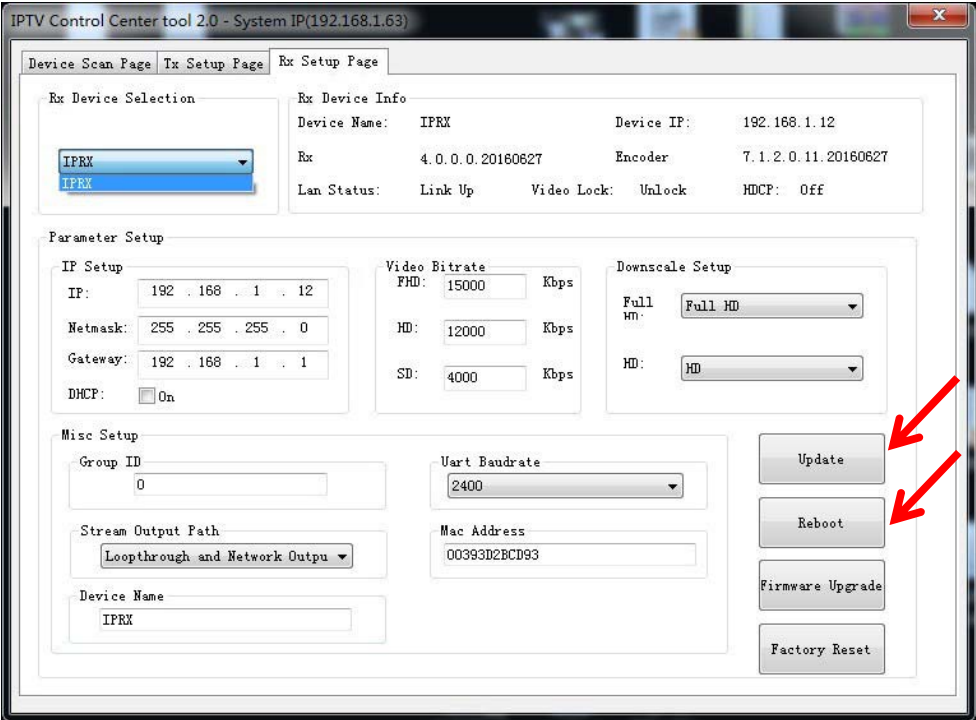 IPTV Control Center tool 2.0 - System IP(192.168.1.63)
Device Scan Page Tx Setup Page Rx Setup Page
Rx Device Selection
IPRX
IPRX
Rx Device Info
Device Name: IPRX Device IP: 192.168.1.12
Rx 4.0.0.0.20160627 Encoder 7.1.2.0.11.20160627
Lan Status: Link Up Video Lock: Unlock HDCP: Off
Parameter Setup
IP Setup
IP: 192 . 168 . 1 . 12
Netmask: 255 . 255 . 255 . 0
Gateway: 192 . 168 . 1 . 1
DHCP: On
Video Bitrate
FHD: 15000 Kbps
HD: 12000 Kbps
SD: 4000 Kbps
Downscale Setup
Full HD: Full HD
HD: HD
Misc Setup
Group ID
0
Uart Baudrate
2400
Stream Output Path
Loopthrough and Network Outpu
Mac Address
00393D2BCD93
Device Name
IPRX
Update
Reboot
Firmware Upgrade
Factory Reset